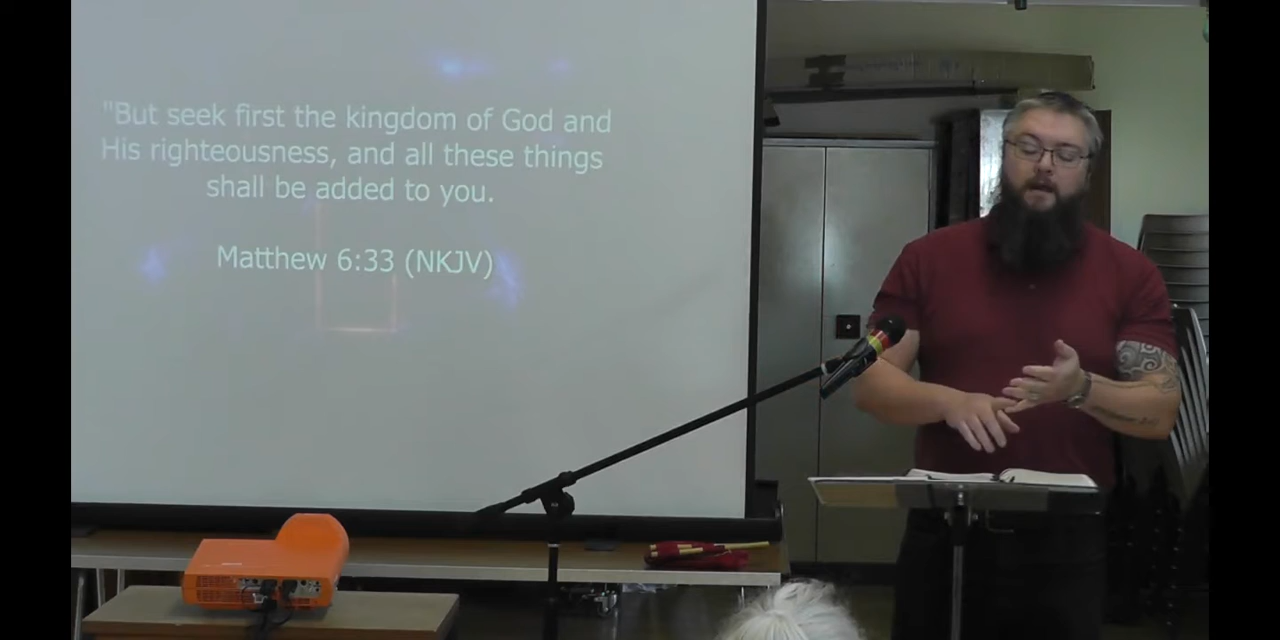 "But seek first the kingdom of God and
His righteousness, and all these things
shall be added to you.
Matthew 6:33 (NKJV)